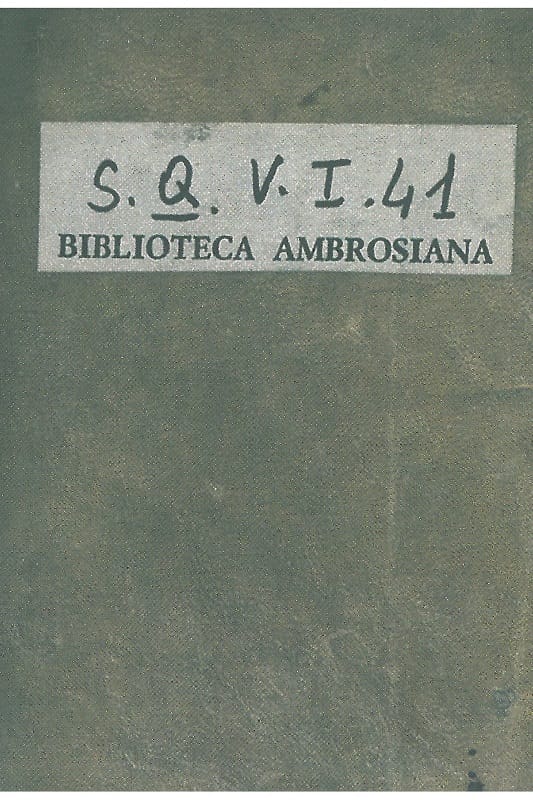 S. Q. V. I. 41
BIBLIOTECA AMBROSIANA